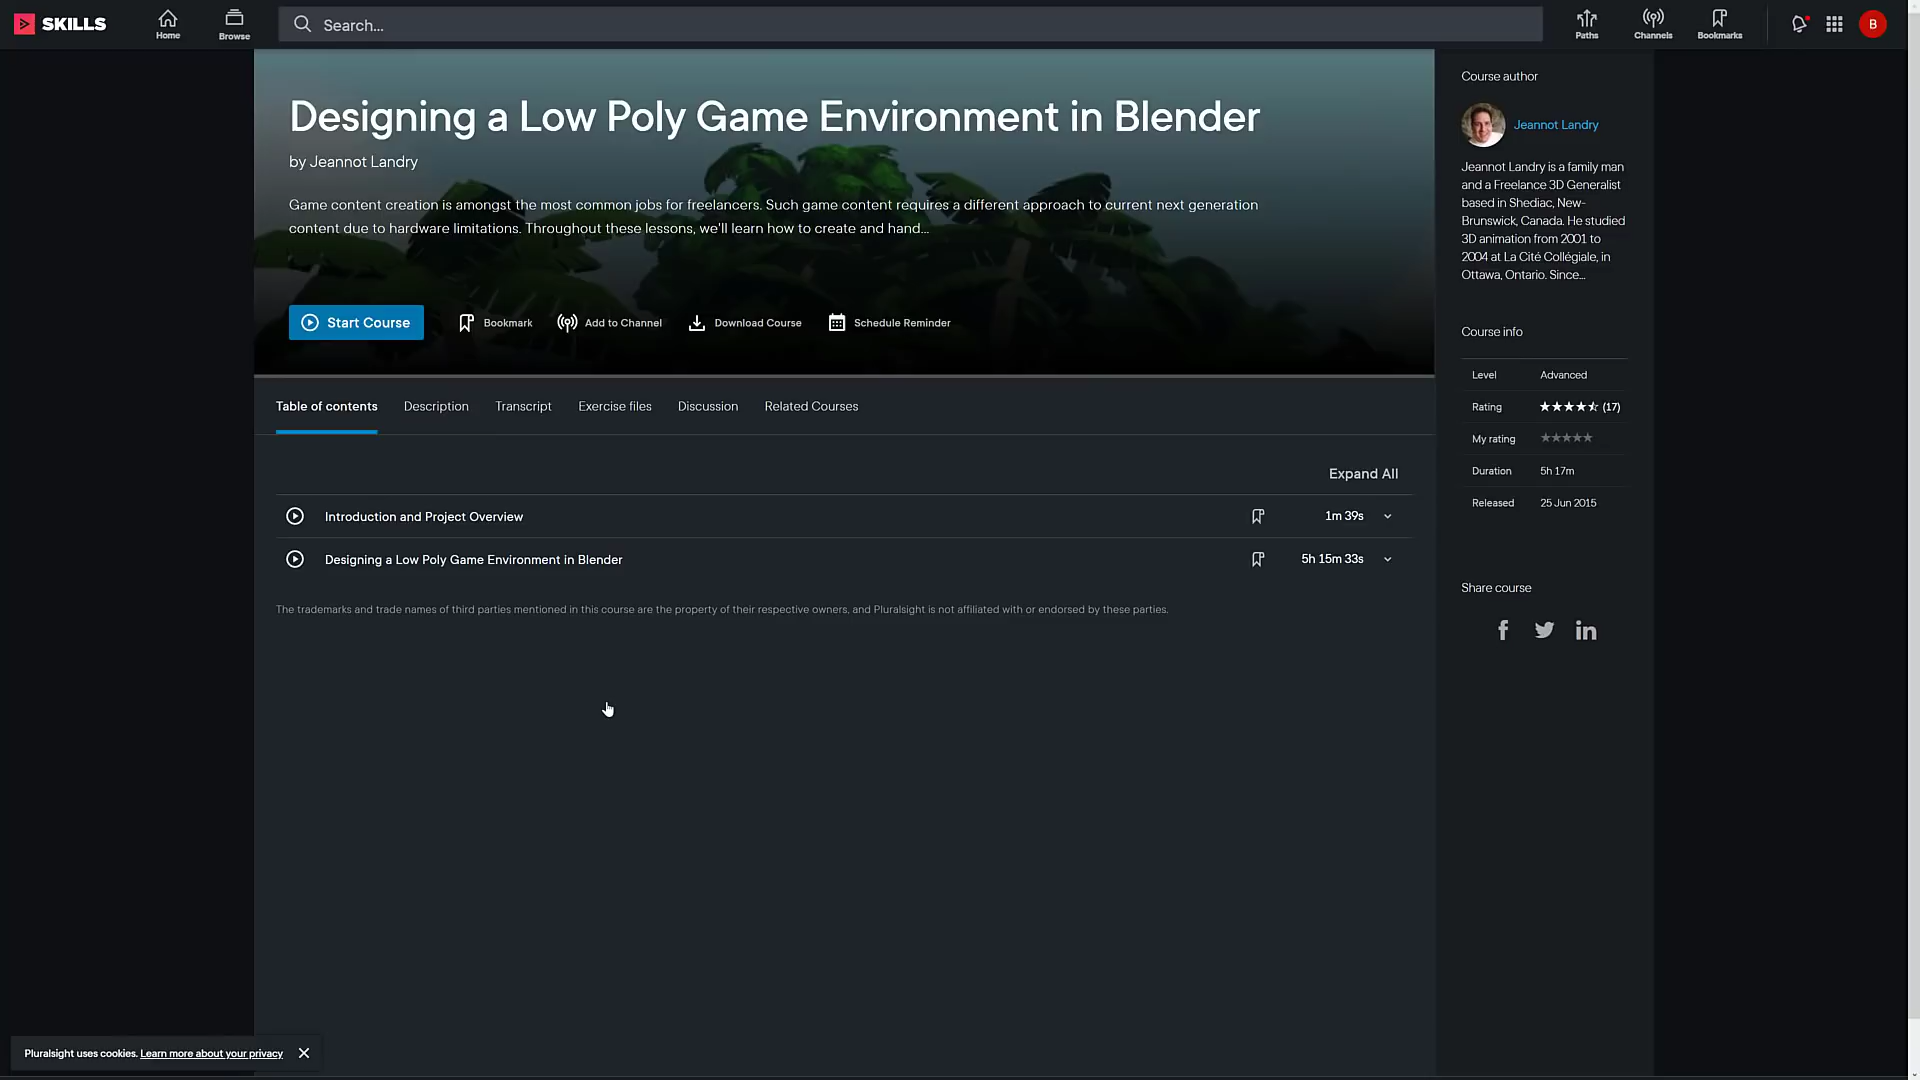 SKILLS
Home
Browse
Search...
Paths
Channels
Bookmarks
B
Designing a Low Poly Game Environment in Blender
by Jeannot Landry
Game content creation is amongst the most common jobs for freelancers. Such game content requires a different approach to current next generation
content due to hardware limitations. Throughout these lessons, we'll learn how to create and hand...
Start Course
Bookmark
Add to Channel
Download Course
Schedule Reminder
Table of contents
Description
Transcript
Exercise files
Discussion
Related Courses
Expand All
Introduction and Project Overview
1m 39s
Designing a Low Poly Game Environment in Blender
5h 15m 33s
The trademarks and trade names of third parties mentioned in this course are the property of their respective owners, and Pluralsight is not affiliated with or endorsed by these parties.
Course author
Jeannot Landry
Jeannot Landry is a family man
and a Freelance 3D Generalist
based in Shediac, New-
Brunswick, Canada. He studied
3D animation from 2001 to
2004 at La Cité Collégiale, in
Ottawa, Ontario. Since...
Course info
Level Advanced
Rating ★★★★⯪ (17)
My rating ★★★★★
Duration 5h 17m
Released 25 Jun 2015
Share course
Pluralsight uses cookies. Learn more about your privacy